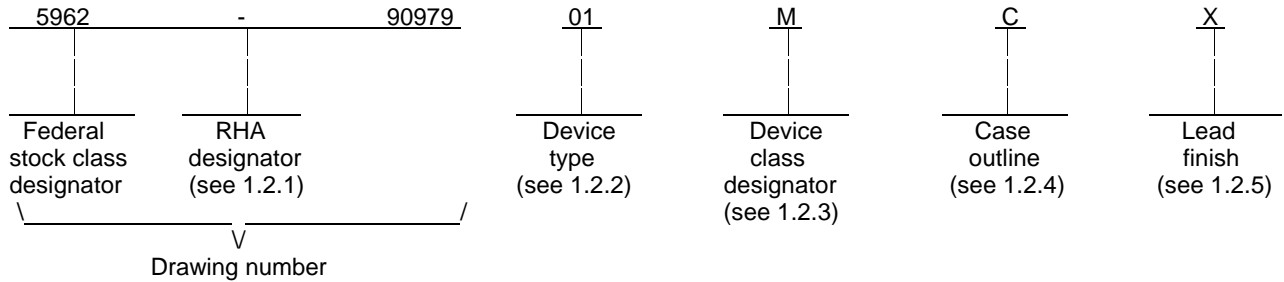 5962 - 90979 01 M C X
Federal RHA Device Device Case Lead
stock class designator type class outline finish
designator (see 1.2.1) (see 1.2.2) designator (see 1.2.4) (see 1.2.5)
(see 1.2.3)
Drawing number